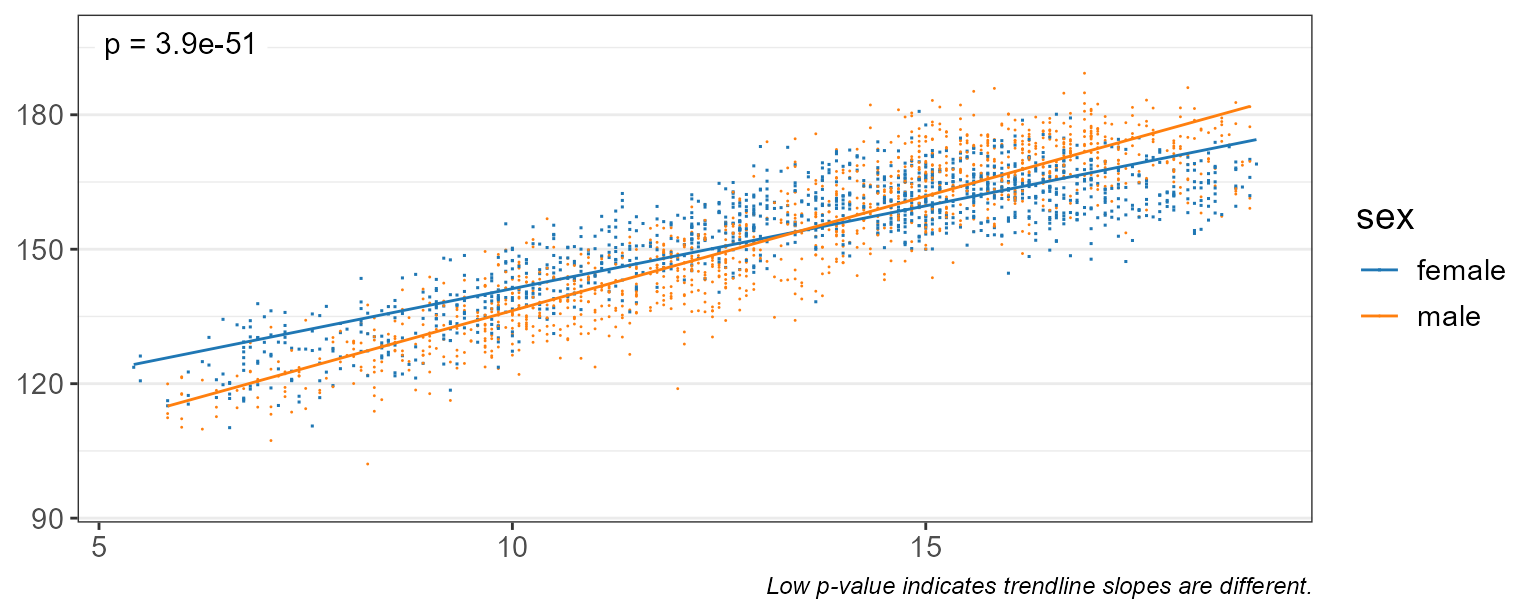 p = 3.9e-51
180
150
120
90
5
10
15
sex
female
male
Low p-value indicates trendline slopes are different.